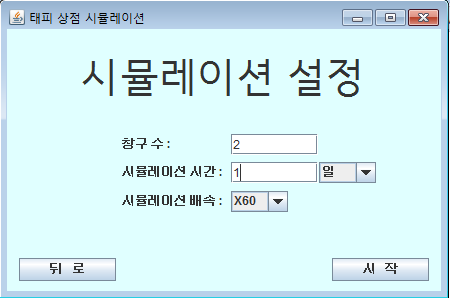 태피 상점 시뮬레이션
시뮬레이션 설정
창구 수 : 2
시뮬레이션 시간 : 1 일
시뮬레이션 배속 : X60
뒤 로 시 작